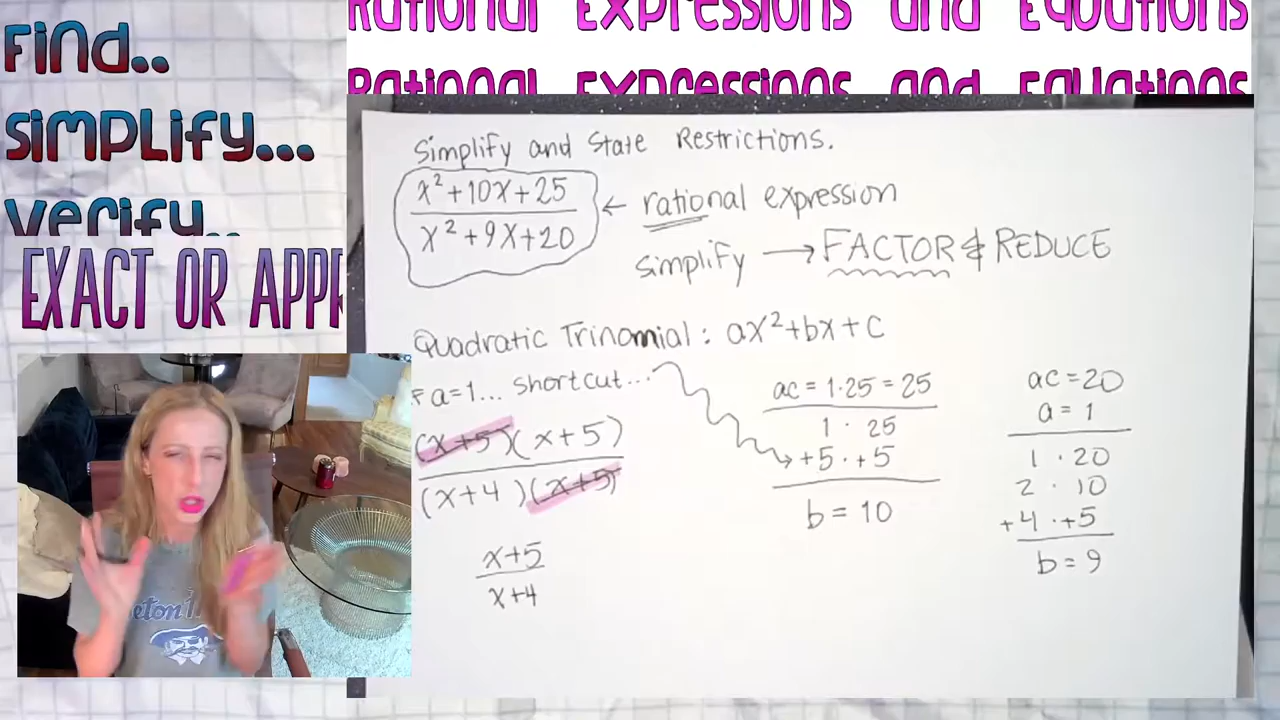 Find..
Simplify...
verify..
EXACT OR APPR
Rational Expressions and Equations
Rational Expressions and Equations
Simplify and State Restrictions.
x²+10x+25
x²+9x+20
← rational expression
simplify → FACTOR & REDUCE
Quadratic Trinomial: ax²+bx+c
a=1... shortcut...
(x+5)(x+5)
(x+4)(x+5)
x+5
x+4
ac = 1·25 = 25
1 · 25
+5 · +5
b = 10
ac = 20
a = 1
1 · 20
2 · 10
+4 · +5
b = 9